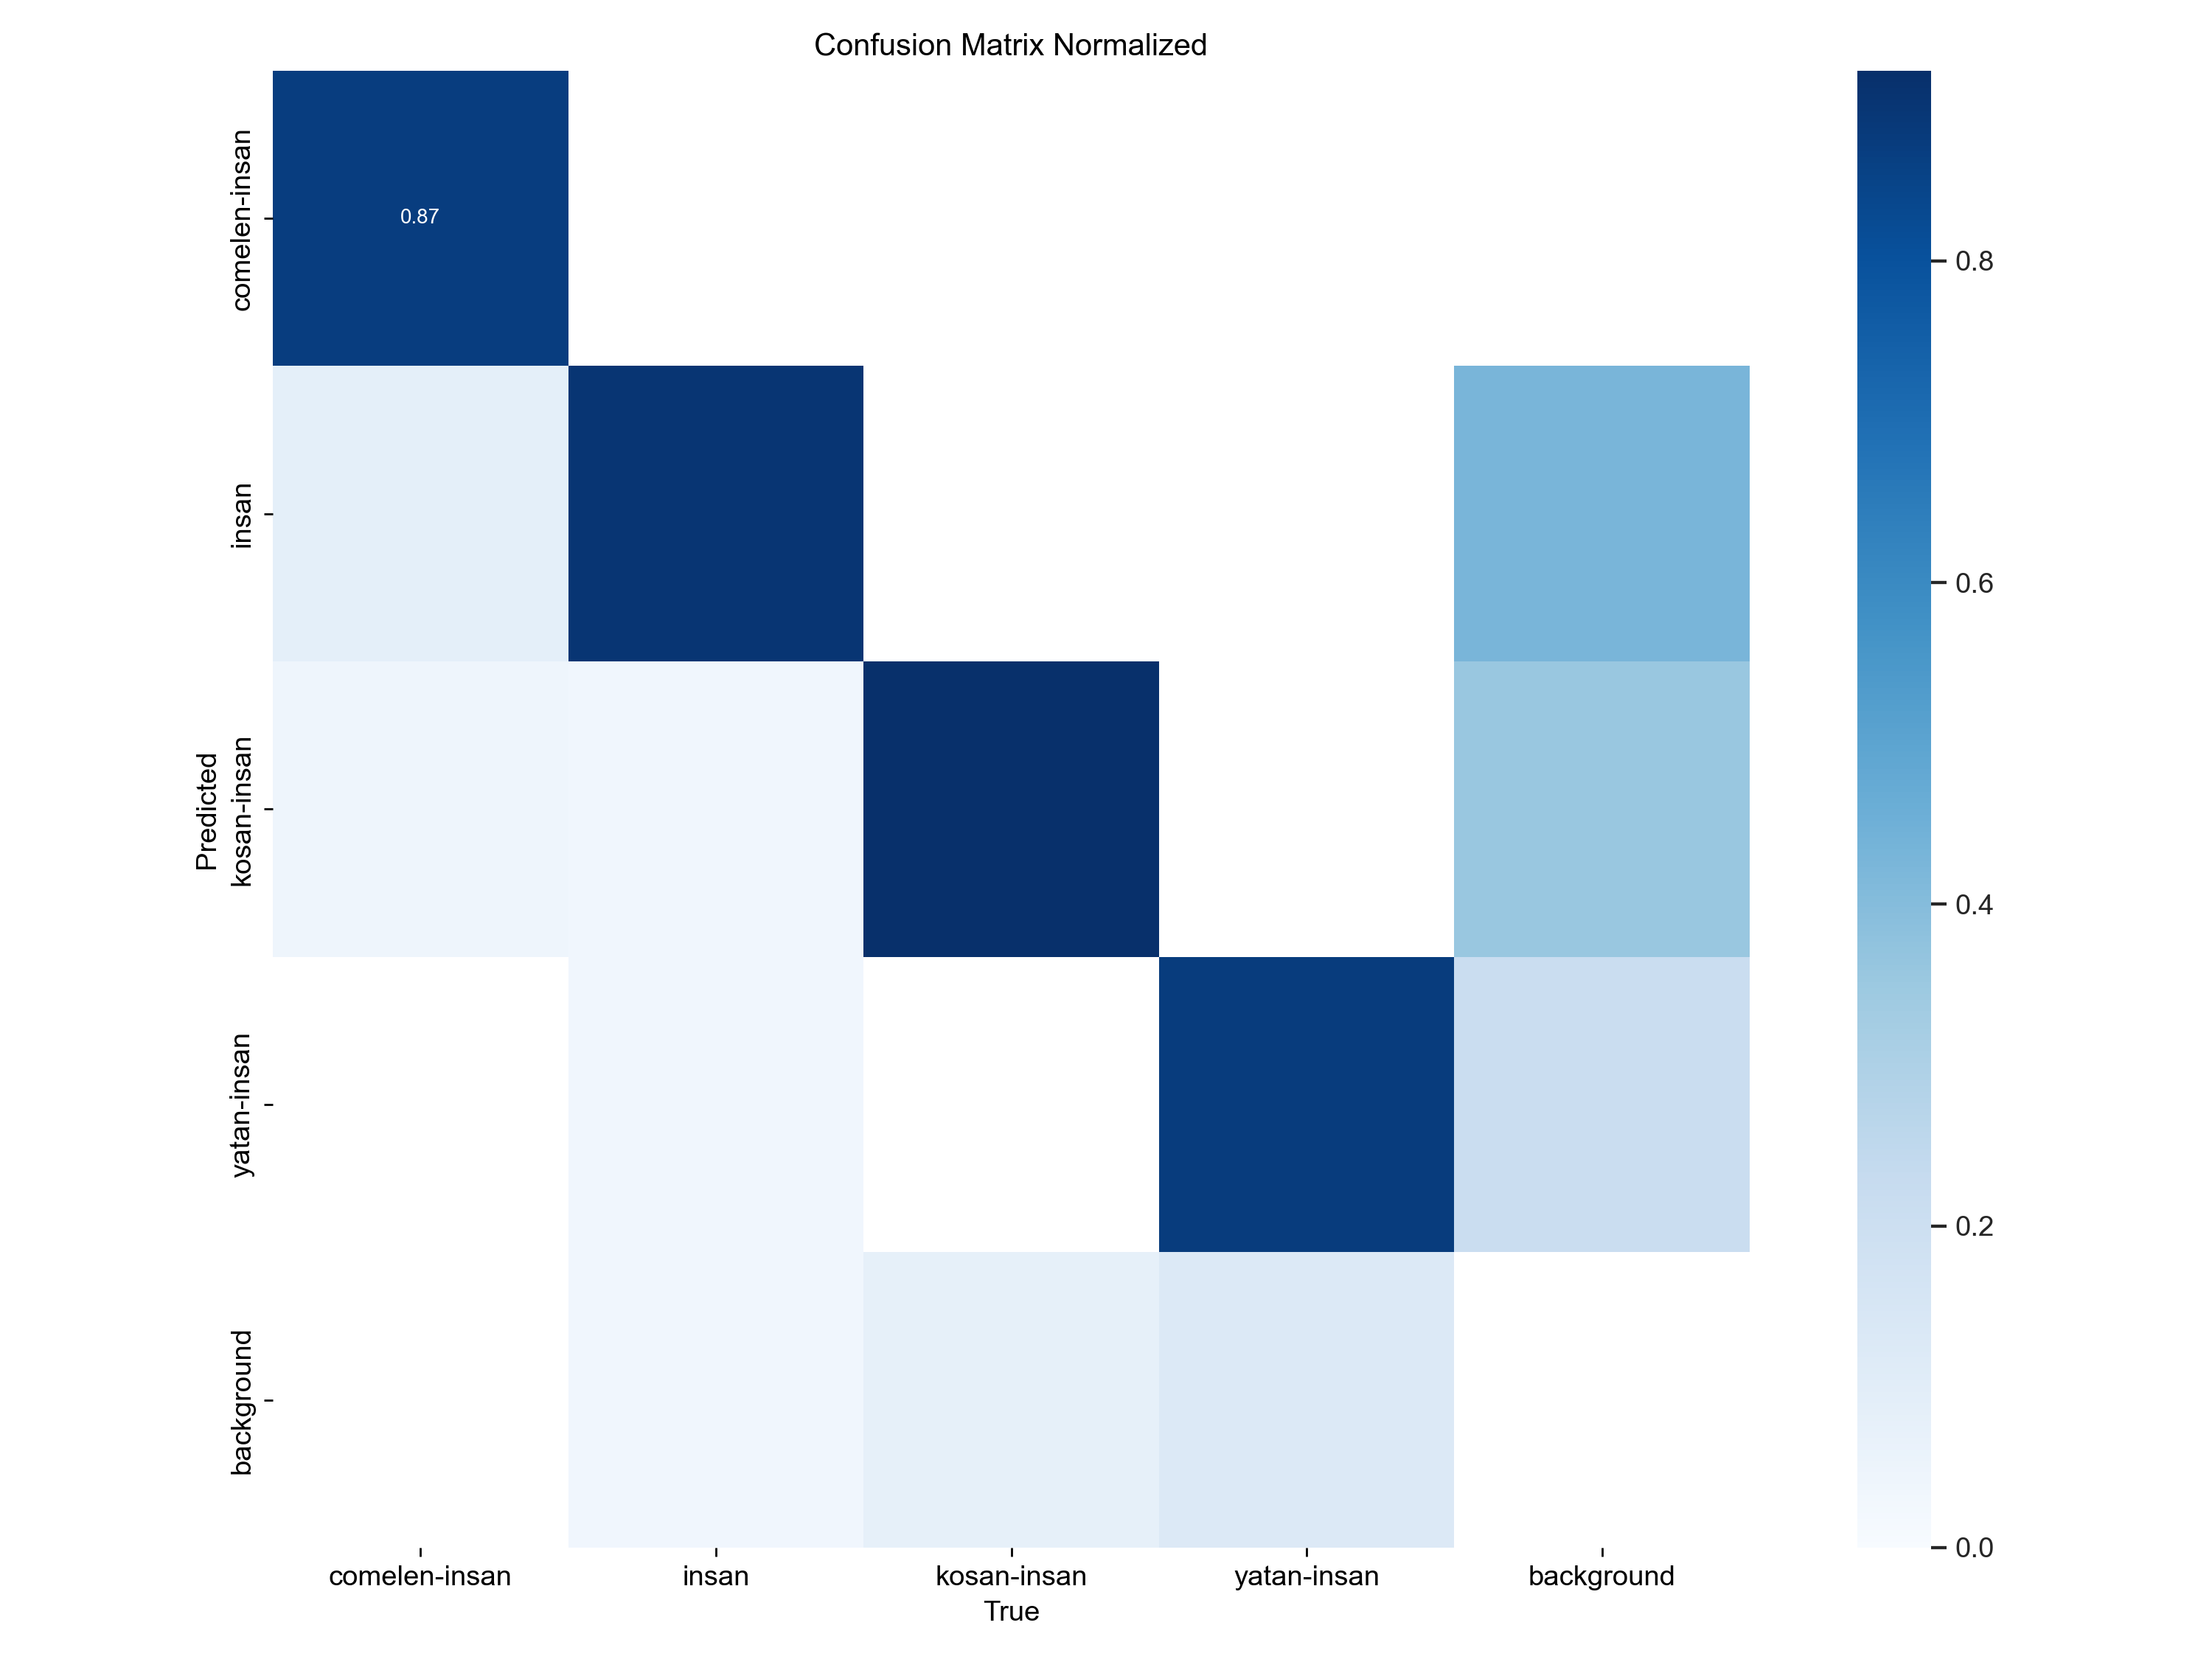 Confusion Matrix Normalized
comelen-insan
insan
kosan-insan
yatan-insan
background
Predicted
0.87
0.8
0.6
0.4
0.2
0.0
comelen-insan
insan
kosan-insan
yatan-insan
background
True